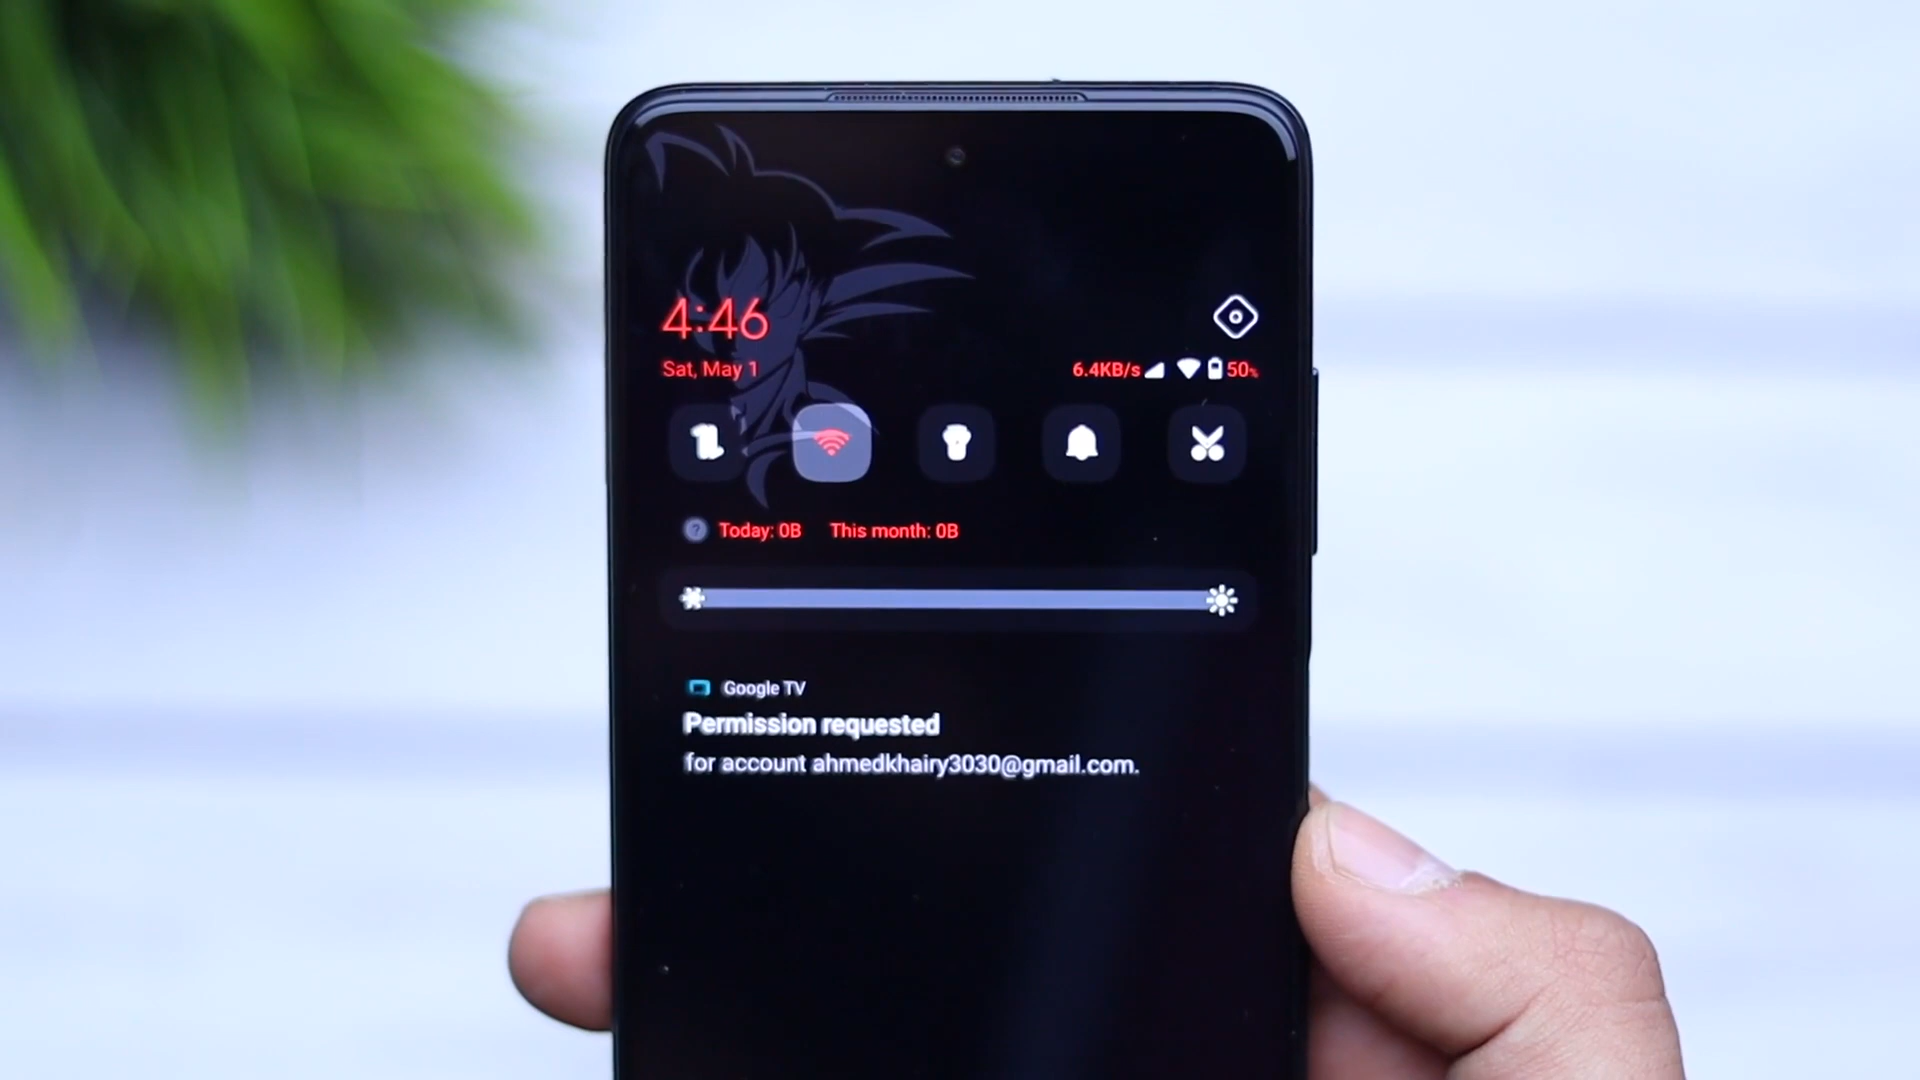 4:46
Sat, May 1
6.4KB/s 50%
Today: 0B This month: 0B
Google TV
Permission requested
for account ahmedkhairy3030@gmail.com.